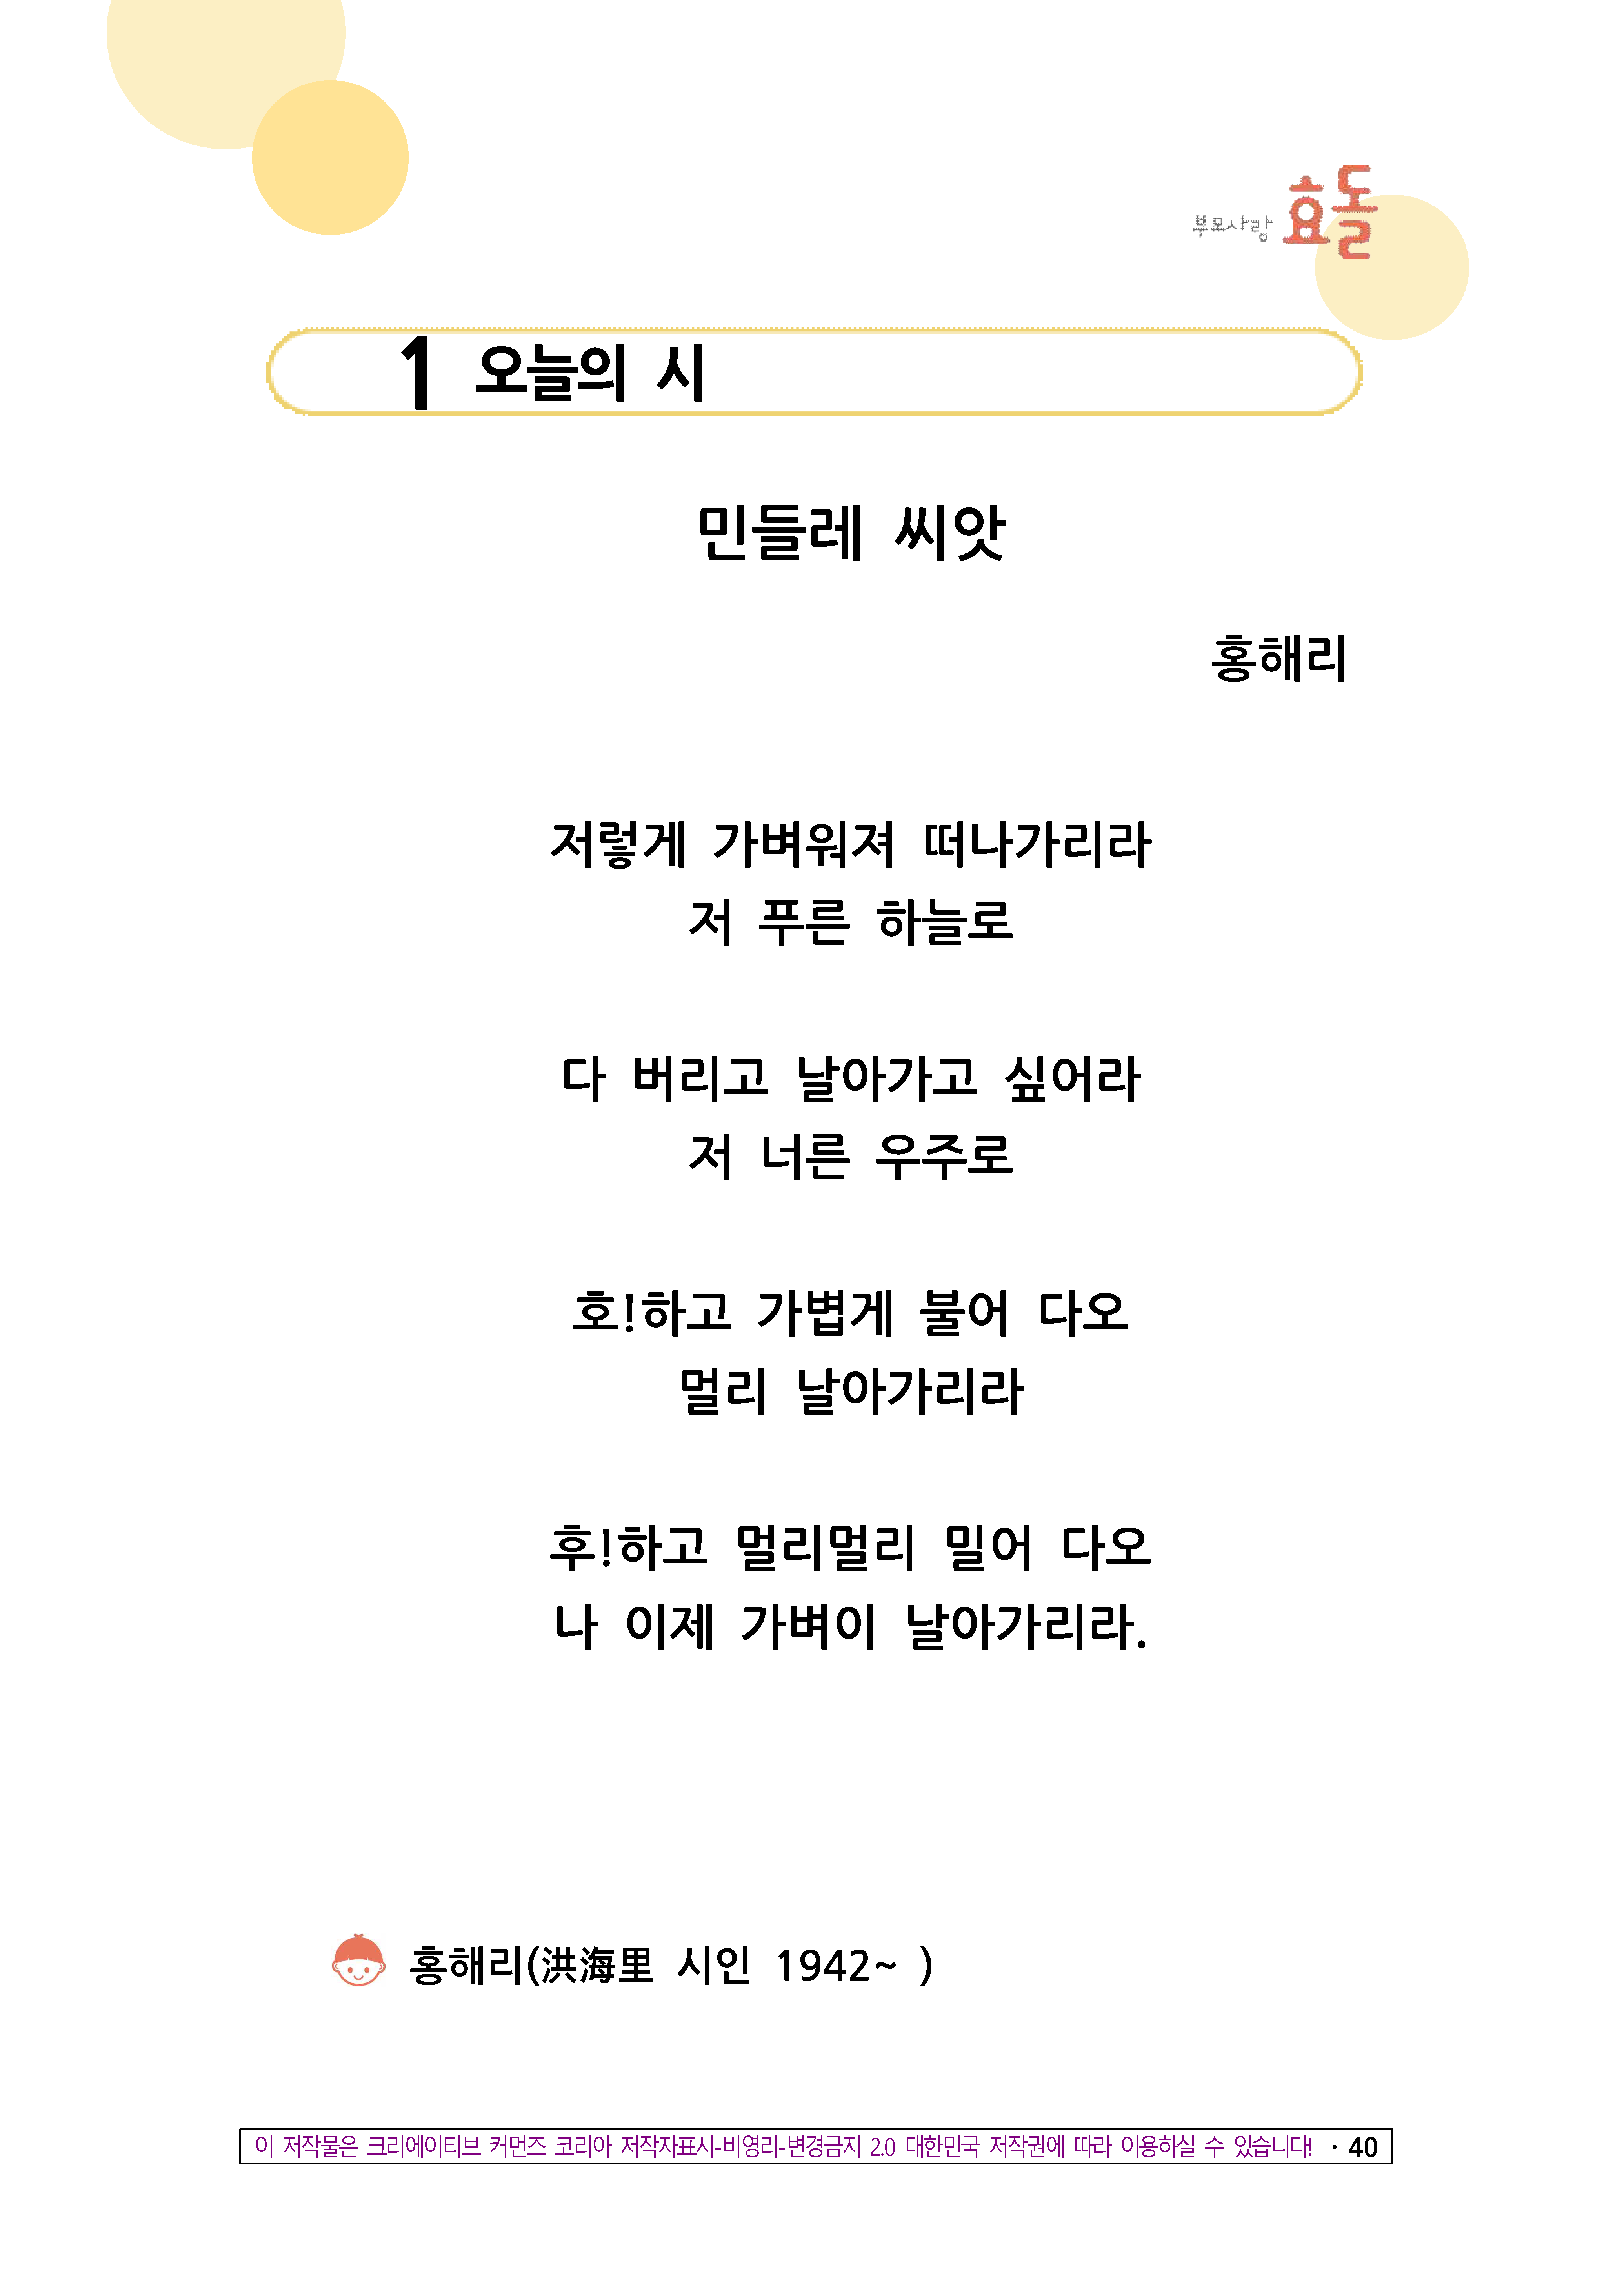 부모사랑 효돌
1 오늘의 시
민들레 씨앗
홍해리
저렇게 가벼워져 떠나가리라
저 푸른 하늘로
다 버리고 날아가고 싶어라
저 너른 우주로
호!하고 가볍게 불어 다오
멀리 날아가리라
후!하고 멀리멀리 밀어 다오
나 이제 가벼이 날아가리라.
홍해리(洪海里 시인 1942~ )
이 저작물은 크리에이티브 커먼즈 코리아 저작자표시-비영리-변경금지 2.0 대한민국 저작권에 따라 이용하실 수 있습니다! · 40